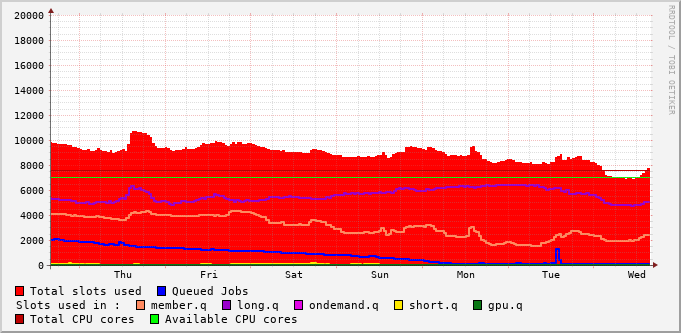 20000
18000
16000
14000
12000
10000
8000
6000
4000
2000
0
Thu Fri Sat Sun Mon Tue Wed
RRDTOOL / TOBI OETIKER
Total slots used Queued Jobs
Slots used in : member.q long.q ondemand.q short.q gpu.q
Total CPU cores Available CPU cores